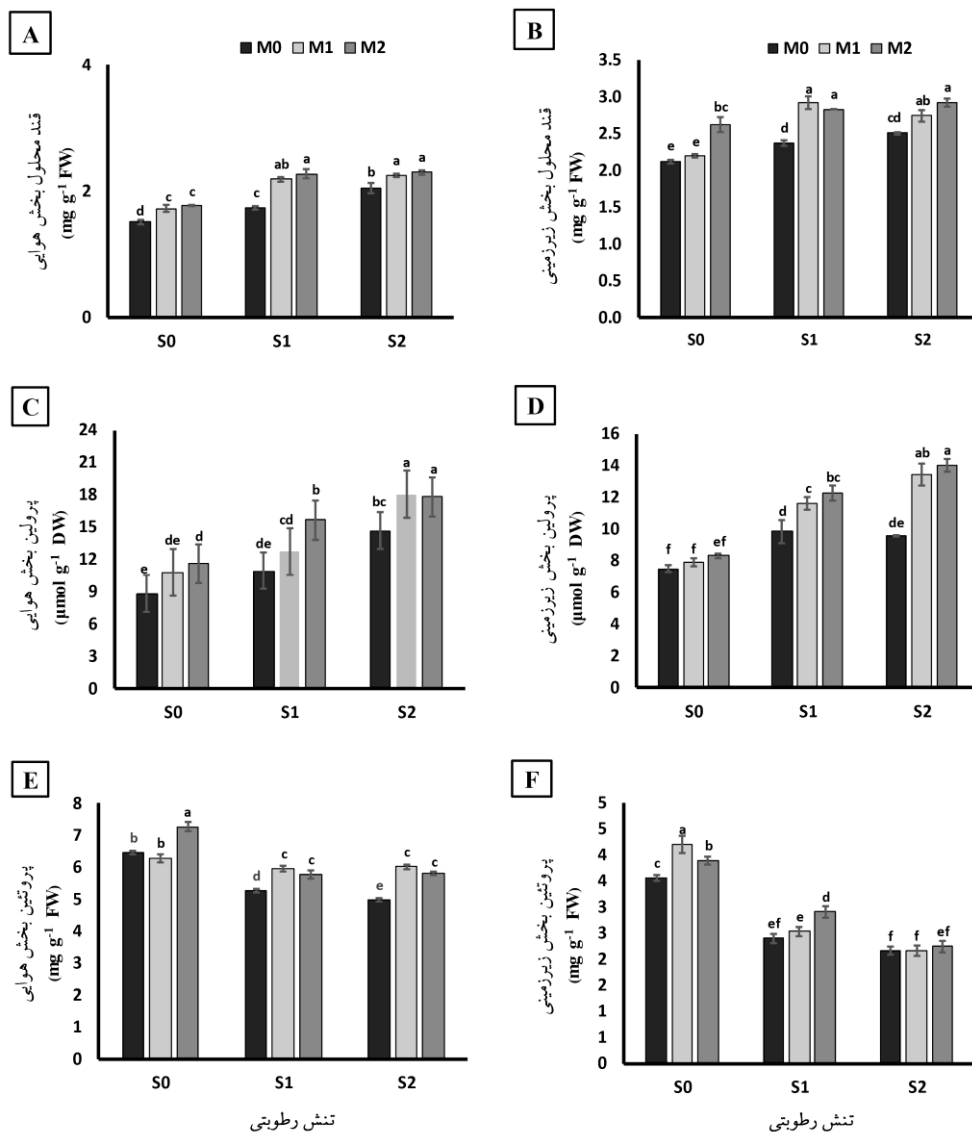 A
M0 M1 M2
قند محلول بخش هوایی
(mg g-1 FW)
4
2
0
d c c
c ab a
b a a
S0 S1 S2
B
M0 M1 M2
قند محلول بخش زیرزمینی
(mg g-1 FW)
3.5
3.0
2.5
2.0
1.5
1.0
0.5
0.0
e e bc
d a a
cd ab a
S0 S1 S2
C
پرولین بخش هوایی
(µmol g-1 DW)
24
21
18
15
12
9
6
3
0
e de d
de cd b
bc a a
S0 S1 S2
D
پرولین بخش زیرزمینی
(µmol g-1 DW)
16
14
12
10
8
6
4
2
0
f f ef
d c bc
de ab a
S0 S1 S2
E
پروتئین بخش هوایی
(mg g-1 FW)
8
7
6
5
4
3
2
1
0
b b a
d c c
e c c
S0 S1 S2
تنش رطوبتی
F
پروتئین بخش زیرزمینی
(mg g-1 FW)
5
5
4
4
3
3
2
2
1
1
0
c a b
ef e d
f f ef
S0 S1 S2
تنش رطوبتی